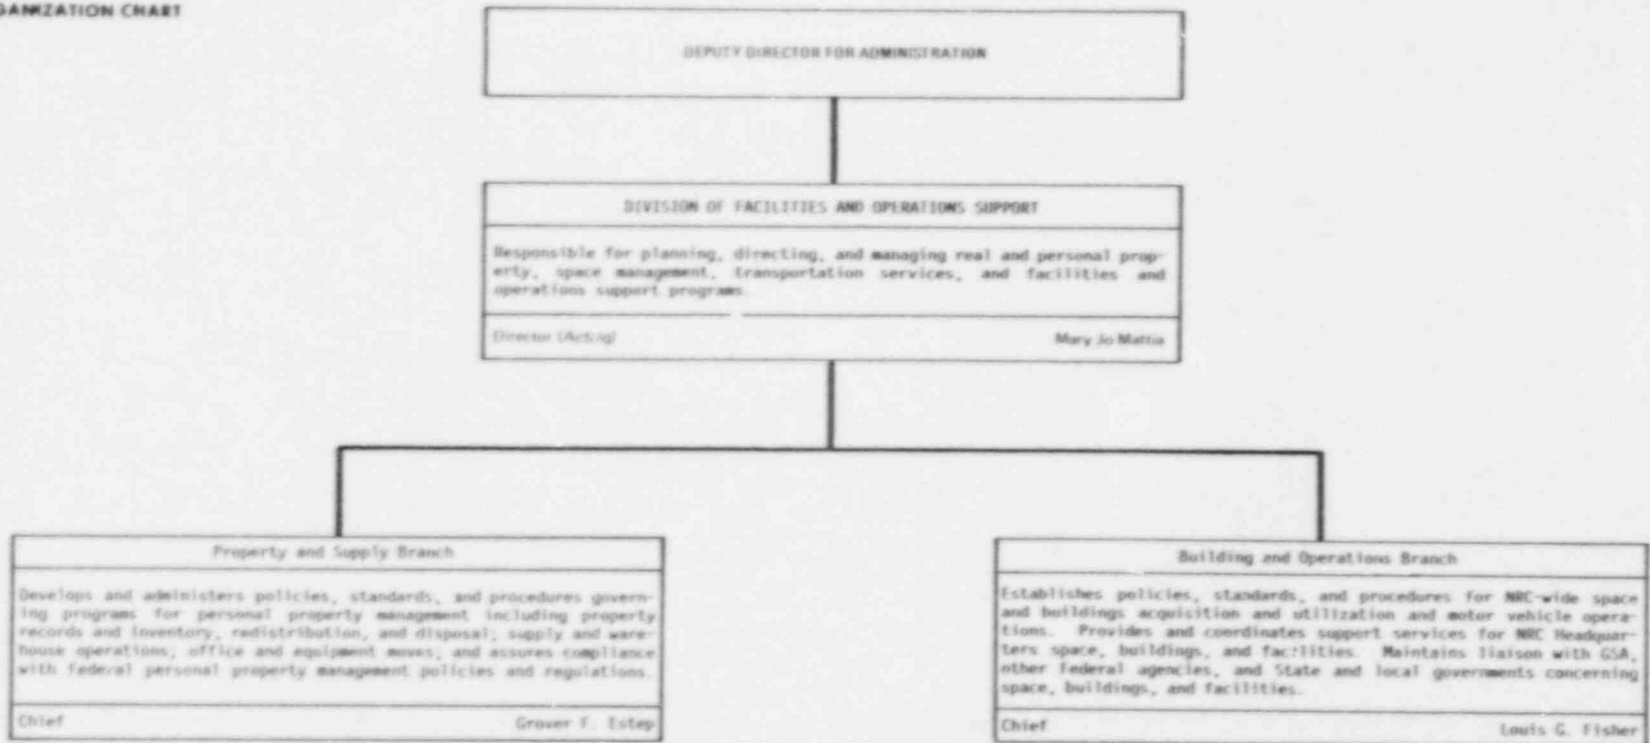 GANIZATION CHART
DEPUTY DIRECTOR FOR ADMINISTRATION
DIVISION OF FACILITIES AND OPERATIONS SUPPORT
Responsible for planning, directing, and managing real and personal prop-
erty, space management, transportation services, and facilities and
operations support programs.
Director (Acting) Mary Jo Mattia
Property and Supply Branch
Develops and administers policies, standards, and procedures govern-
ing programs for personal property management including property
records and inventory, redistribution, and disposal; supply and ware-
house operations; office and equipment moves; and assures compliance
with federal personal property management policies and regulations.
Chief Grover F. Estep
Building and Operations Branch
Establishes policies, standards, and procedures for NRC-wide space
and buildings acquisition and utilization and motor vehicle opera-
tions. Provides and coordinates support services for NRC Headquar-
ters space, buildings, and facilities. Maintains liaison with GSA,
other Federal agencies, and State and local governments concerning
space, buildings, and facilities.
Chief Louis G. Fisher